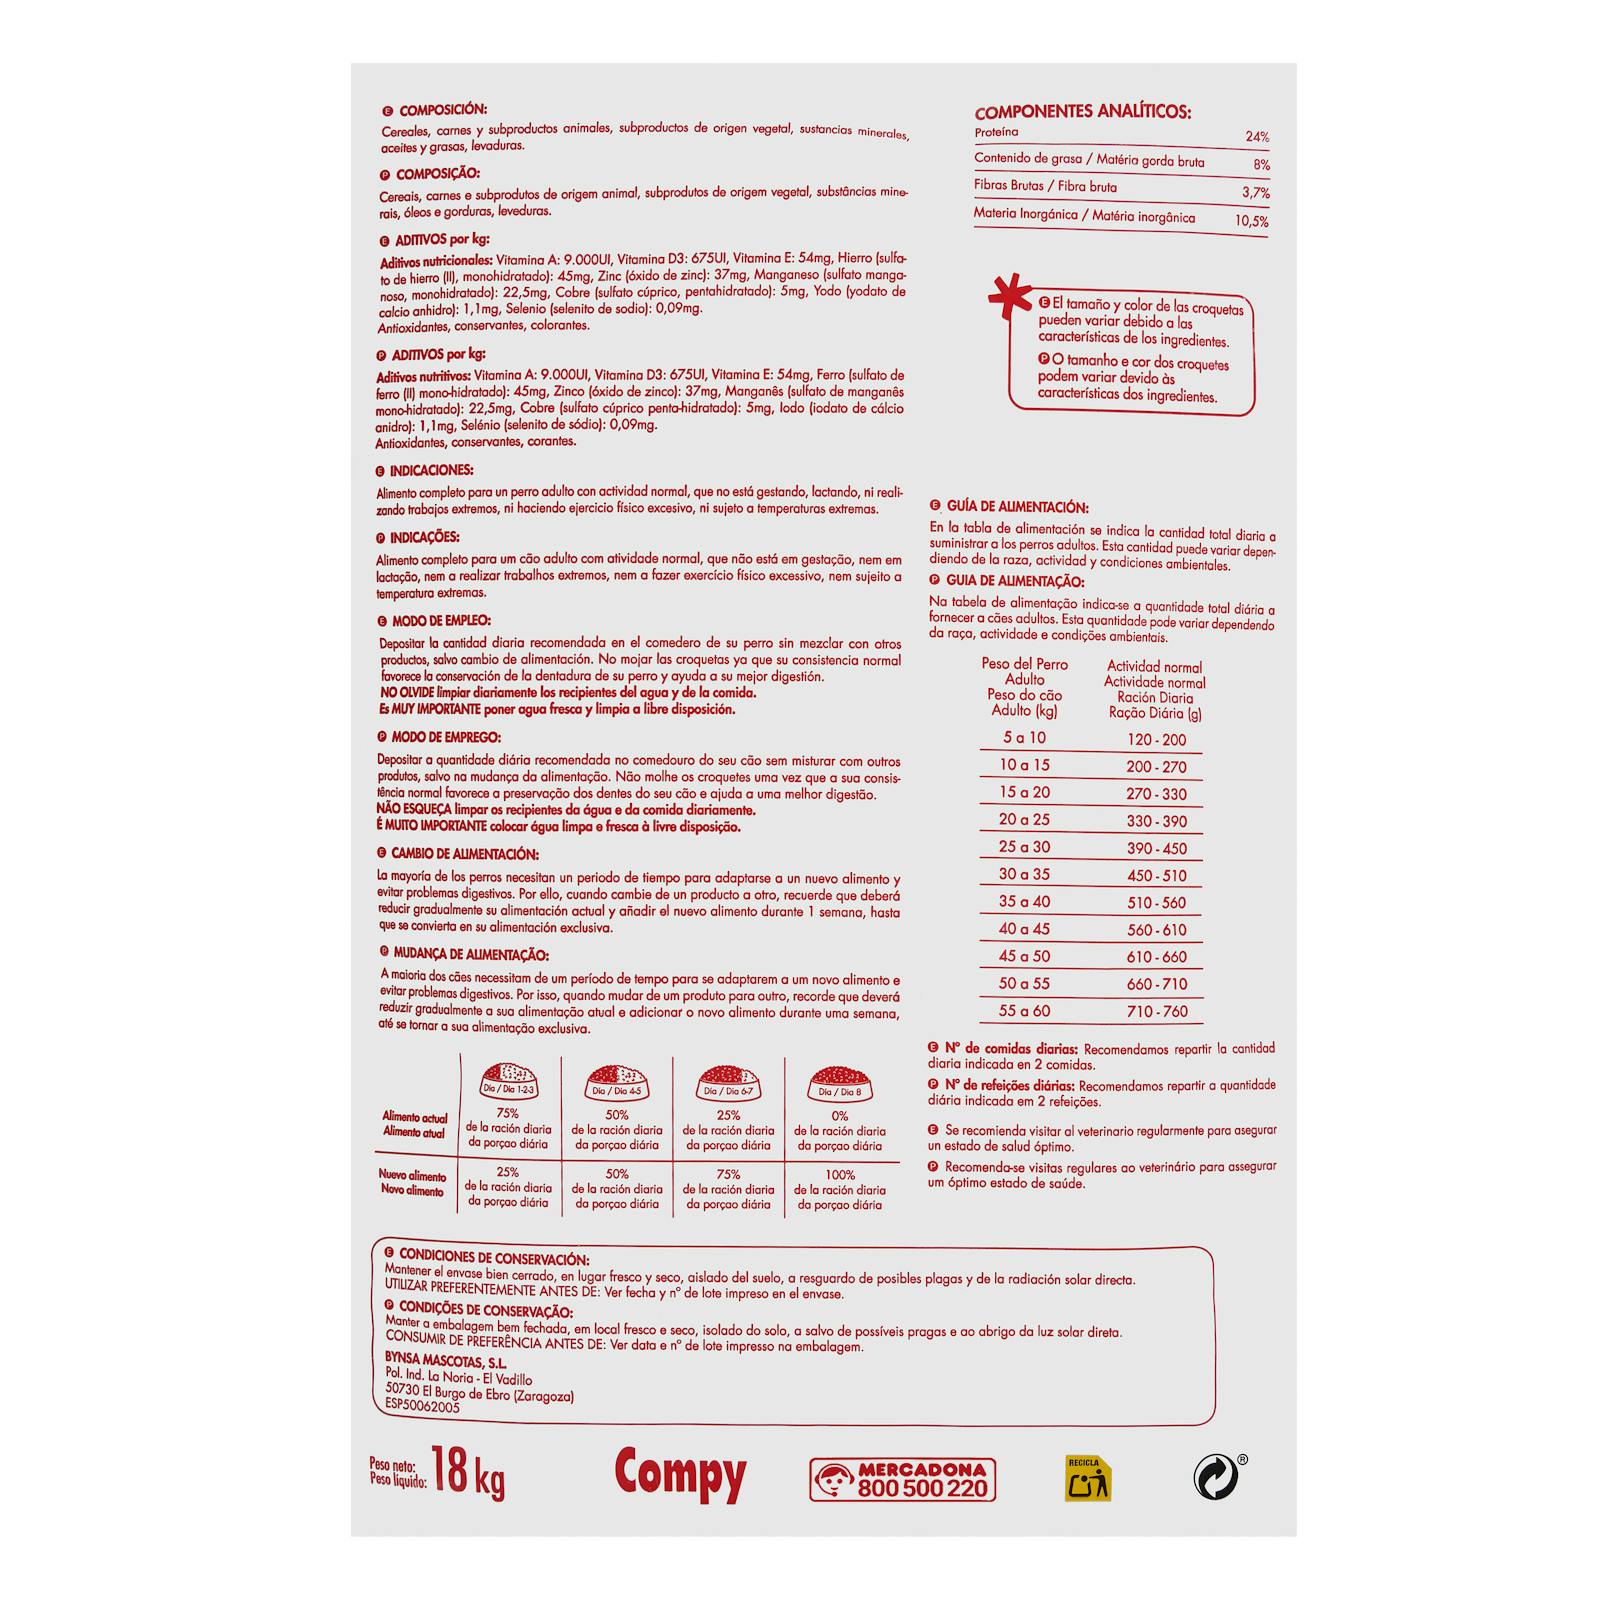 E COMPOSICIÓN:
Cereales, carnes y subproductos animales, subproductos de origen vegetal, sustancias minerales,
aceites y grasas, levaduras.
P COMPOSIÇÃO:
Cereais, carnes e subprodutos de origem animal, subprodutos de origem vegetal, substâncias mine-
rais, óleos e gorduras, leveduras.
E ADITIVOS por kg:
Aditivos nutricionales: Vitamina A: 9.000UI, Vitamina D3: 675UI, Vitamina E: 54mg, Hierro (sulfa-
to de hierro (II), monohidratado): 45mg, Zinc (óxido de zinc): 37mg, Manganeso (sulfato manga-
noso, monohidratado): 22,5mg, Cobre (sulfato cúprico, pentahidratado): 5mg, Yodo (yodato de
calcio anhidro): 1,1mg, Selenio (selenito de sodio): 0,09mg.
Antioxidantes, conservantes, colorantes.
P ADITIVOS por kg:
Aditivos nutritivos: Vitamina A: 9.000UI, Vitamina D3: 675UI, Vitamina E: 54mg, Ferro (sulfato de
ferro (II) mono-hidratado): 45mg, Zinco (óxido de zinco): 37mg, Manganês (sulfato de manganês
mono-hidratado): 22,5mg, Cobre (sulfato cúprico penta-hidratado): 5mg, Iodo (iodato de cálcio
anidro): 1,1mg, Selénio (selenito de sódio): 0,09mg.
Antioxidantes, conservantes, corantes.
E INDICACIONES:
Alimento completo para un perro adulto con actividad normal, que no está gestando, lactando, ni reali-
zando trabajos extremos, ni haciendo ejercicio físico excesivo, ni sujeto a temperaturas extremas.
P INDICAÇÕES:
Alimento completo para um cão adulto com atividade normal, que não está em gestação, nem em
lactação, nem a realizar trabalhos extremos, nem a fazer exercício físico excessivo, nem sujeito a
temperatura extremas.
E MODO DE EMPLEO:
Depositar la cantidad diaria recomendada en el comedero de su perro sin mezclar con otros
productos, salvo cambio de alimentación. No mojar las croquetas ya que su consistencia normal
favorece la conservación de la dentadura de su perro y ayuda a su mejor digestión.
NO OLVIDE limpiar diariamente los recipientes del agua y de la comida.
Es MUY IMPORTANTE poner agua fresca y limpia a libre disposición.
P MODO DE EMPREGO:
Depositar a quantidade diária recomendada no comedouro do seu cão sem misturar com outros
produtos, salvo na mudança da alimentação. Não molhe os croquetes uma vez que a sua consis-
tência normal favorece a preservação dos dentes do seu cão e ajuda a uma melhor digestão.
NÃO ESQUEÇA limpar os recipientes da água e da comida diariamente.
É MUITO IMPORTANTE colocar água limpa e fresca à livre disposição.
E CAMBIO DE ALIMENTACIÓN:
La mayoría de los perros necesitan un periodo de tiempo para adaptarse a un nuevo alimento y
evitar problemas digestivos. Por ello, cuando cambie de un producto a otro, recuerde que deberá
reducir gradualmente su alimentación actual y añadir el nuevo alimento durante 1 semana, hasta
que se convierta en su alimentación exclusiva.
P MUDANÇA DE ALIMENTAÇÃO:
A maioria dos cães necessitam de um período de tempo para se adaptarem a um novo alimento e
evitar problemas digestivos. Por isso, quando mudar de um produto para outro, recorde que deverá
reduzir gradualmente a sua alimentação atual e adicionar o novo alimento durante uma semana,
até se tornar a sua alimentação exclusiva.
Día / Dia 1-2-3 Día / Dia 4-5 Día / Dia 6-7 Día / Dia 8
Alimento actual 75% 50% 25% 0%
Alimento atual de la ración diaria de la ración diaria de la ración diaria de la ración diaria
da porçao diária da porçao diária da porçao diária da porçao diária
Nuevo alimento 25% 50% 75% 100%
Novo alimento de la ración diaria de la ración diaria de la ración diaria de la ración diaria
da porçao diária da porçao diária da porçao diária da porçao diária
COMPONENTES ANALÍTICOS:
Proteína 24%
Contenido de grasa / Matéria gorda bruta 8%
Fibras Brutas / Fibra bruta 3,7%
Materia Inorgánica / Matéria inorgânica 10,5%
E El tamaño y color de las croquetas
pueden variar debido a las
características de los ingredientes.
P O tamanho e cor dos croquetes
podem variar devido às
características dos ingredientes.
E GUÍA DE ALIMENTACIÓN:
En la tabla de alimentación se indica la cantidad total diaria a
suministrar a los perros adultos. Esta cantidad puede variar depen-
diendo de la raza, actividad y condiciones ambientales.
P GUIA DE ALIMENTAÇÃO:
Na tabela de alimentação indica-se a quantidade total diária a
fornecer a cães adultos. Esta quantidade pode variar dependendo
da raça, actividade e condições ambientais.
Peso del Perro Actividad normal
Adulto Actividade normal
Peso do cão Ración Diaria
Adulto (kg) Ração Diária (g)
5 a 10 120 - 200
10 a 15 200 - 270
15 a 20 270 - 330
20 a 25 330 - 390
25 a 30 390 - 450
30 a 35 450 - 510
35 a 40 510 - 560
40 a 45 560 - 610
45 a 50 610 - 660
50 a 55 660 - 710
55 a 60 710 - 760
E Nº de comidas diarias: Recomendamos repartir la cantidad
diaria indicada en 2 comidas.
P Nº de refeições diárias: Recomendamos repartir a quantidade
diária indicada em 2 refeições.
E Se recomienda visitar al veterinario regularmente para asegurar
un estado de salud óptimo.
P Recomenda-se visitas regulares ao veterinário para assegurar
um óptimo estado de saúde.
E CONDICIONES DE CONSERVACIÓN:
Mantener el envase bien cerrado, en lugar fresco y seco, aislado del suelo, a resguardo de posibles plagas y de la radiación solar directa.
UTILIZAR PREFERENTEMENTE ANTES DE: Ver fecha y nº de lote impreso en el envase.
P CONDIÇÕES DE CONSERVAÇÃO:
Manter a embalagem bem fechada, em local fresco e seco, isolado do solo, a salvo de possíveis pragas e ao abrigo da luz solar direta.
CONSUMIR DE PREFERÊNCIA ANTES DE: Ver data e nº de lote impresso na embalagem.
BYNSA MASCOTAS, S.L.
Pol. Ind. La Noria - El Vadillo
50730 El Burgo de Ebro (Zaragoza)
ESP50062005
Peso neto:
Peso líquido: 18 kg
Compy
MERCADONA
800 500 220
RECICLA
®